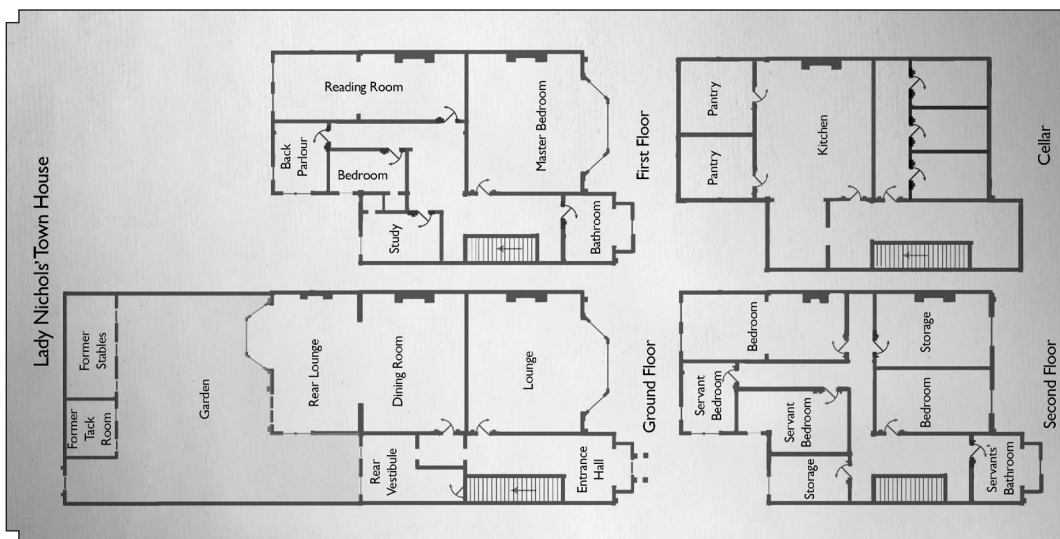 Lady Nichols' Town House
Former
Stables
Former
Tack
Room
Garden
Rear Lounge
Dining Room
Lounge
Rear
Vestibule
Entrance
Hall
Ground Floor
Reading Room
Back
Parlour
Bedroom
Study
Master Bedroom
Bathroom
First Floor
Pantry
Pantry
Kitchen
Cellar
Bedroom
Servant
Bedroom
Servant
Bedroom
Storage
Storage
Bedroom
Servants'
Bathroom
Second Floor